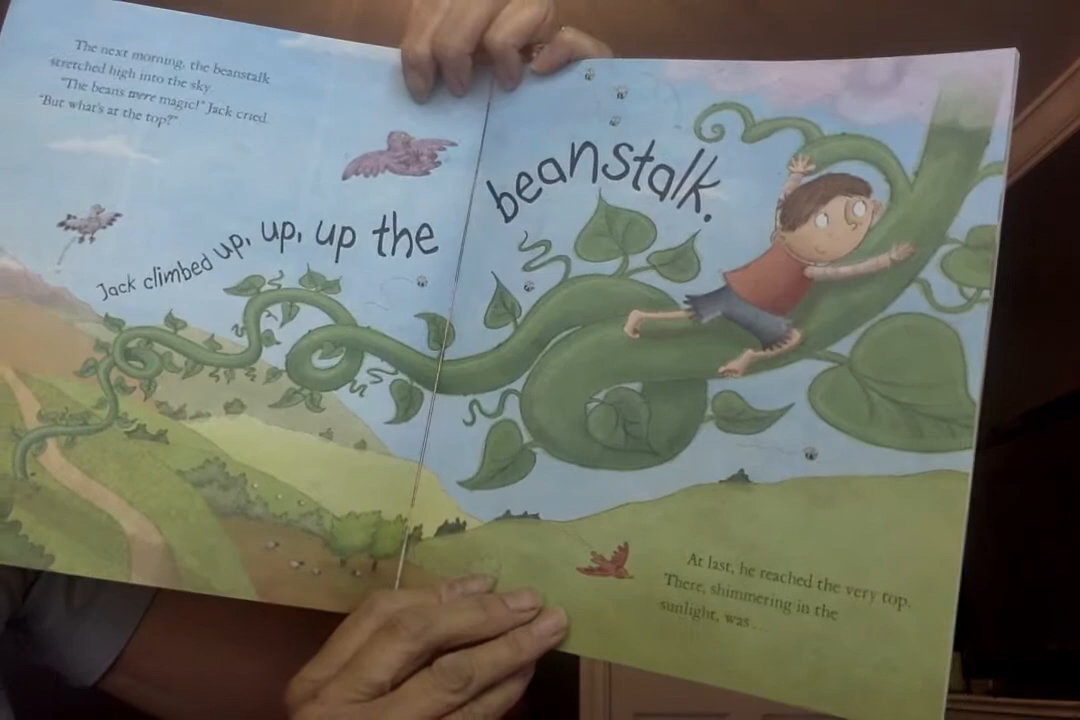 The next morning, the beanstalk
stretched high into the sky.
"The beans were magic!" Jack cried.
"But what's at the top?"
Jack climbed up, up, up the beanstalk.
At last, he reached the very top.
There, shimmering in the
sunlight, was...